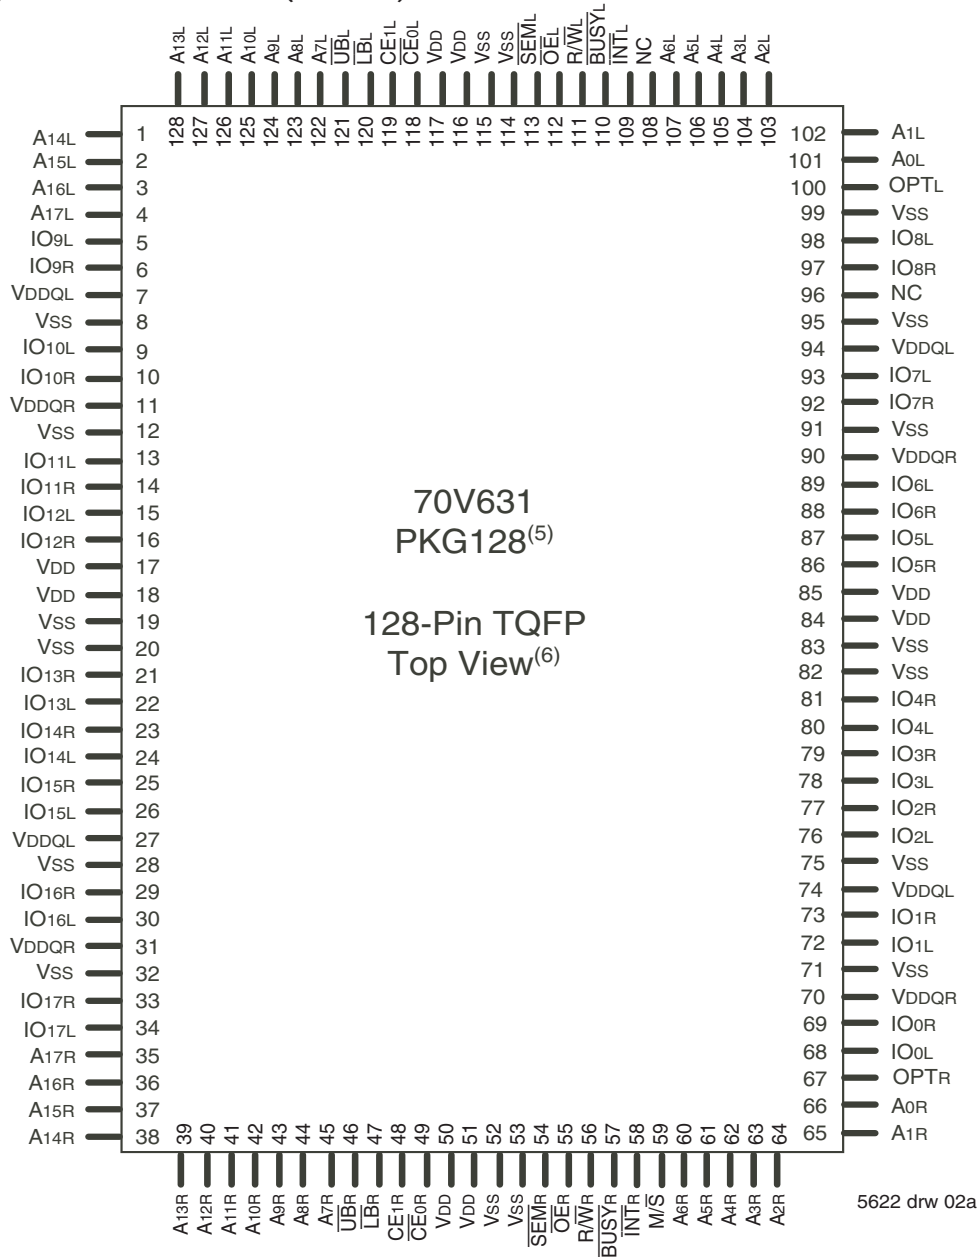 A13L A12L A11L A10L A9L A8L A7L UBL LBL CE1L CE0L VDD VDD VSS VSS SEML OEL R/WL BUSYL INTL NC A6L A5L A4L A3L A2L
128 127 126 125 124 123 122 121 120 119 118 117 116 115 114 113 112 111 110 109 108 107 106 105 104 103
A14L 1
A15L 2
A16L 3
A17L 4
IO9L 5
IO9R 6
VDDQL 7
VSS 8
IO10L 9
IO10R 10
VDDQR 11
VSS 12
IO11L 13
IO11R 14
IO12L 15
IO12R 16
VDD 17
VDD 18
VSS 19
VSS 20
IO13R 21
IO13L 22
IO14R 23
IO14L 24
IO15R 25
IO15L 26
VDDQL 27
VSS 28
IO16R 29
IO16L 30
VDDQR 31
VSS 32
IO17R 33
IO17L 34
A17R 35
A16R 36
A15R 37
A14R 38
70V631
PKG128(5)
128-Pin TQFP
Top View(6)
102 A1L
101 A0L
100 OPTL
99 VSS
98 IO8L
97 IO8R
96 NC
95 VSS
94 VDDQL
93 IO7L
92 IO7R
91 VSS
90 VDDQR
89 IO6L
88 IO6R
87 IO5L
86 IO5R
85 VDD
84 VDD
83 VSS
82 VSS
81 IO4R
80 IO4L
79 IO3R
78 IO3L
77 IO2R
76 IO2L
75 VSS
74 VDDQL
73 IO1R
72 IO1L
71 VSS
70 VDDQR
69 IO0R
68 IO0L
67 OPTR
66 A0R
65 A1R
39 40 41 42 43 44 45 46 47 48 49 50 51 52 53 54 55 56 57 58 59 60 61 62 63 64
A13R A12R A11R A10R A9R A8R A7R UBR LBR CE1R CE0R VDD VDD VSS VSS SEMR OER R/WR BUSYR INTR M/S A6R A5R A4R A3R A2R
5622 drw 02a